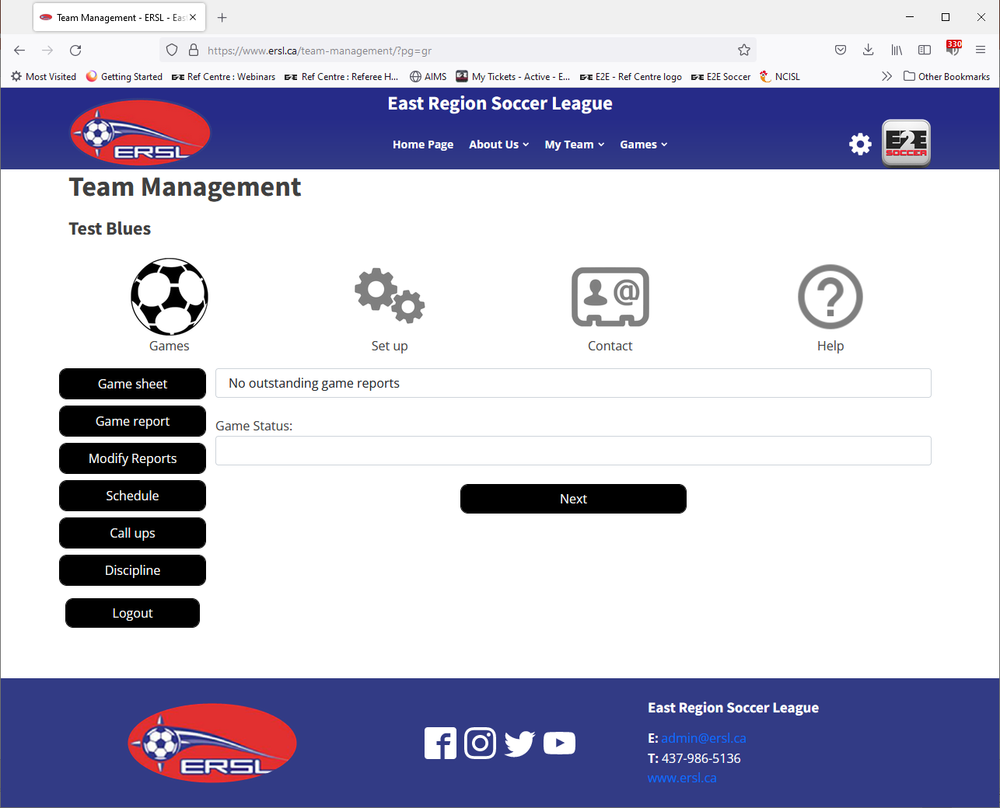 Team Management - ERSL - Eas
https://www.ersl.ca/team-management/?pg=gr
330
Most Visited
Getting Started
E2E Ref Centre : Webinars
E2E Ref Centre : Referee H...
AIMS
My Tickets - Active - E...
E2E E2E - Ref Centre logo
E2E E2E Soccer
NCISL
Other Bookmarks
ERSL
East Region Soccer League
Home Page
About Us
My Team
Games
E2E
SOCCER
Team Management
Test Blues
Games
Set up
@
Contact
?
Help
Game sheet
Game report
Modify Reports
Schedule
Call ups
Discipline
Logout
No outstanding game reports
Game Status:
Next
ERSL
East Region Soccer League
E: admin@ersl.ca
T: 437-986-5136
www.ersl.ca